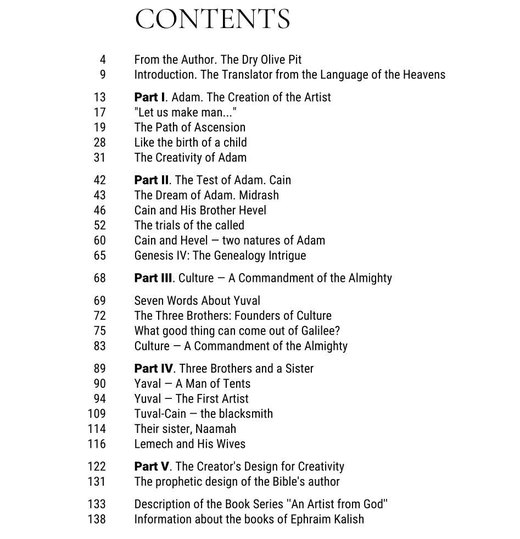 CONTENTS
4 From the Author. The Dry Olive Pit
9 Introduction. The Translator from the Language of the Heavens
13 Part I. Adam. The Creation of the Artist
17 "Let us make man..."
19 The Path of Ascension
28 Like the birth of a child
31 The Creativity of Adam
42 Part II. The Test of Adam. Cain
43 The Dream of Adam. Midrash
46 Cain and His Brother Hevel
52 The trials of the called
60 Cain and Hevel — two natures of Adam
65 Genesis IV: The Genealogy Intrigue
68 Part III. Culture — A Commandment of the Almighty
69 Seven Words About Yuval
72 The Three Brothers: Founders of Culture
75 What good thing can come out of Galilee?
83 Culture — A Commandment of the Almighty
89 Part IV. Three Brothers and a Sister
90 Yaval — A Man of Tents
94 Yuval — The First Artist
109 Tuval-Cain — the blacksmith
114 Their sister, Naamah
116 Lemech and His Wives
122 Part V. The Creator's Design for Creativity
131 The prophetic design of the Bible's author
133 Description of the Book Series "An Artist from God"
138 Information about the books of Ephraim Kalish